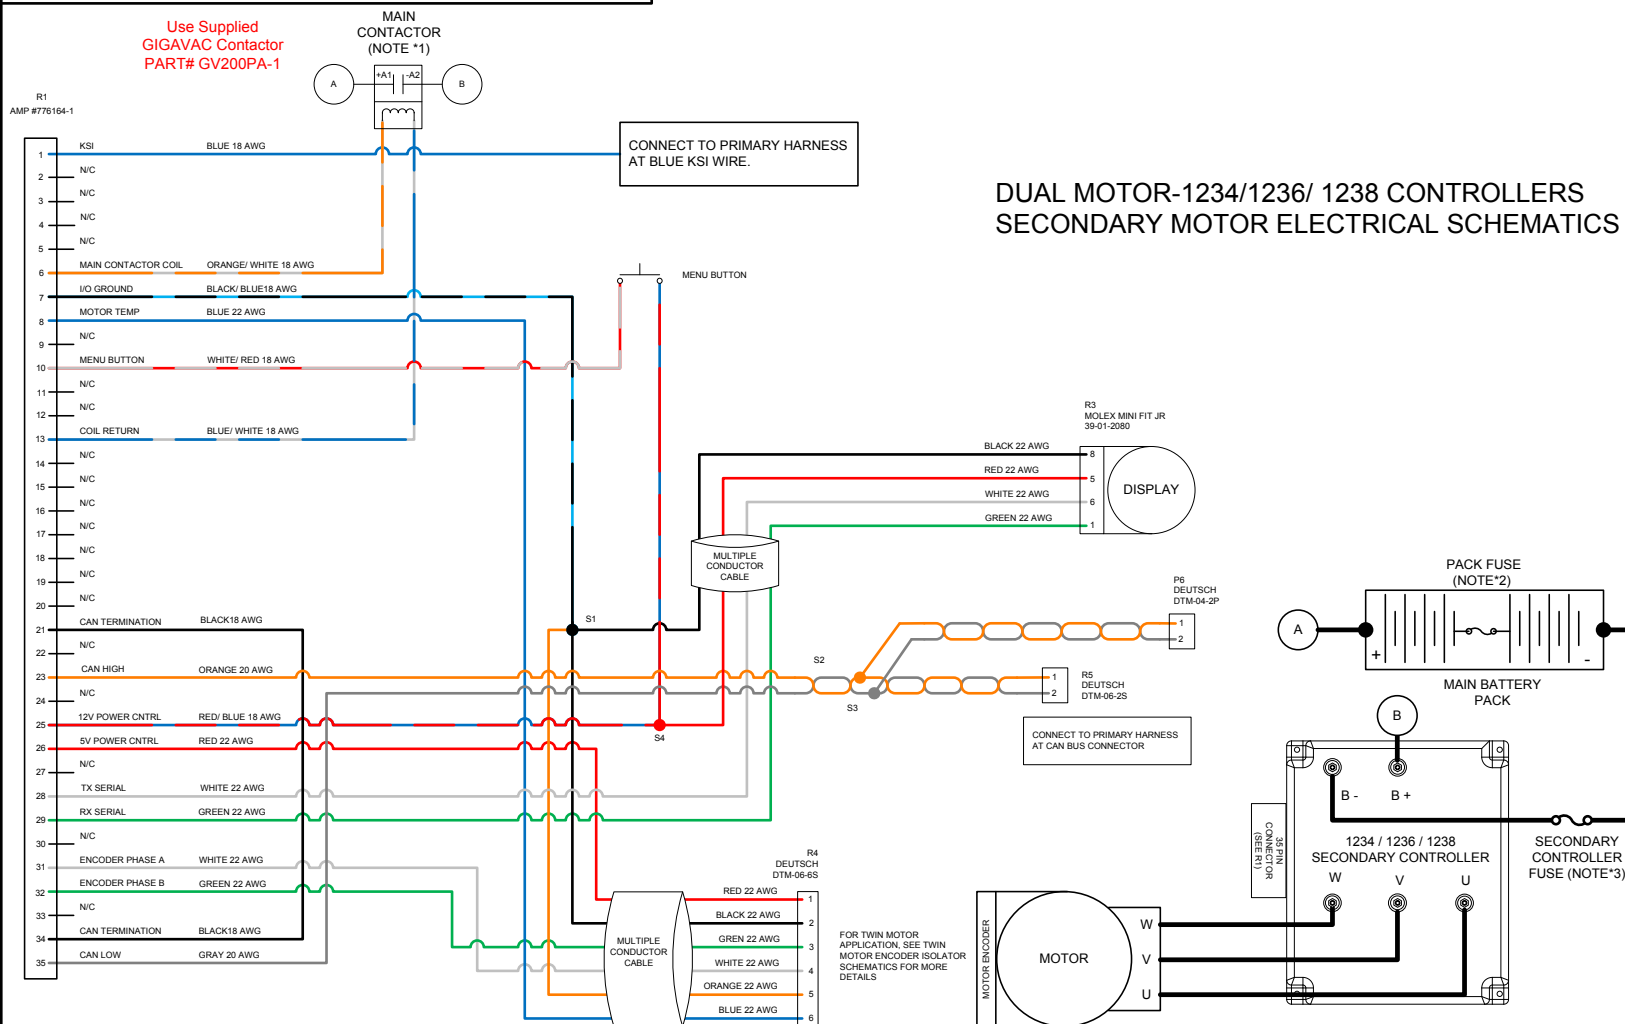 Use Supplied
GIGAVAC Contactor
PART# GV200PA-1
MAIN
CONTACTOR
(NOTE *1)
A
+A1
-A2
B
R1
AMP #776164-1
1 KSI BLUE 18 AWG
2 N/C
3 N/C
4 N/C
5 N/C
6 MAIN CONTACTOR COIL ORANGE/ WHITE 18 AWG
7 I/O GROUND BLACK/ BLUE18 AWG
8 MOTOR TEMP BLUE 22 AWG
9 N/C
10 MENU BUTTON WHITE/ RED 18 AWG
11 N/C
12 N/C
13 COIL RETURN BLUE/ WHITE 18 AWG
14 N/C
15 N/C
16 N/C
17 N/C
18 N/C
19 N/C
20 N/C
21 CAN TERMINATION BLACK18 AWG
22 N/C
23 CAN HIGH ORANGE 20 AWG
24 N/C
25 12V POWER CNTRL RED/ BLUE 18 AWG
26 5V POWER CNTRL RED 22 AWG
27 N/C
28 TX SERIAL WHITE 22 AWG
29 RX SERIAL GREEN 22 AWG
30 N/C
31 ENCODER PHASE A WHITE 22 AWG
32 ENCODER PHASE B GREEN 22 AWG
33 N/C
34 CAN TERMINATION BLACK18 AWG
35 CAN LOW GRAY 20 AWG
CONNECT TO PRIMARY HARNESS
AT BLUE KSI WIRE.
DUAL MOTOR-1234/1236/ 1238 CONTROLLERS
SECONDARY MOTOR ELECTRICAL SCHEMATICS
MENU BUTTON
R3
MOLEX MINI FIT JR
39-01-2080
BLACK 22 AWG 8
RED 22 AWG 5
WHITE 22 AWG 6
GREEN 22 AWG 1
DISPLAY
MULTIPLE
CONDUCTOR
CABLE
S1
S2
S3
S4
P6
DEUTSCH
DTM-04-2P
1
2
R5
DEUTSCH
DTM-06-2S
1
2
CONNECT TO PRIMARY HARNESS
AT CAN BUS CONNECTOR
PACK FUSE
(NOTE*2)
A
+
-
MAIN BATTERY
PACK
B
B -
B +
35 PIN
CONNECTOR
(SEE R1)
1234 / 1236 / 1238
SECONDARY CONTROLLER
W
V
U
SECONDARY
CONTROLLER
FUSE (NOTE*3)
R4
DEUTSCH
DTM-06-6S
MULTIPLE
CONDUCTOR
CABLE
RED 22 AWG 1
BLACK 22 AWG 2
GREN 22 AWG 3
WHITE 22 AWG 4
ORANGE 22 AWG 5
BLUE 22 AWG 6
FOR TWIN MOTOR
APPLICATION, SEE TWIN
MOTOR ENCODER ISOLATOR
SCHEMATICS FOR MORE
DETAILS
MOTOR ENCODER
MOTOR
W
V
U